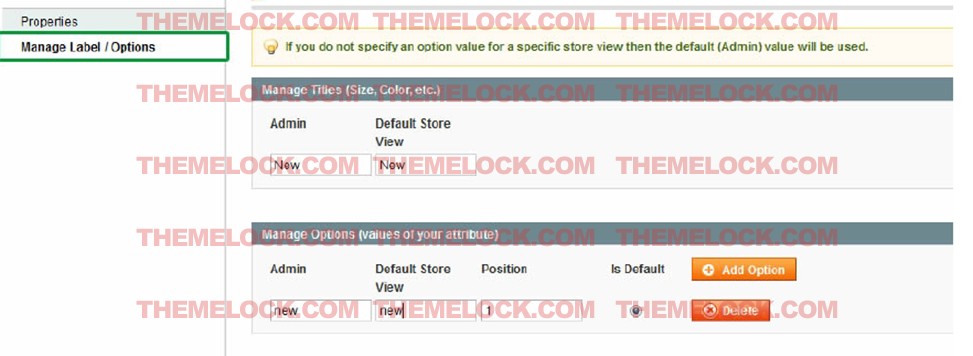 THEMELOCK.COM THEMELOCK.COM THEMELOCK.COM
Properties
Manage Label / Options
If you do not specify an option value for a specific store view then the default (Admin) value will be used.
THEMELOCK.COM THEMELOCK.COM THEMELOCK.COM
Manage Titles (Size, Color, etc.)
Admin Default Store
View
New New
THEMELOCK.COM THEMELOCK.COM THEMELOCK.COM
THEMELOCK.COM THEMELOCK.COM THEMELOCK.COM
Manage Options (values of your attribute)
Admin Default Store Position Is Default Add Option
View
new new 1 Delete
THEMELOCK.COM THEMELOCK.COM THEMELOCK.COM